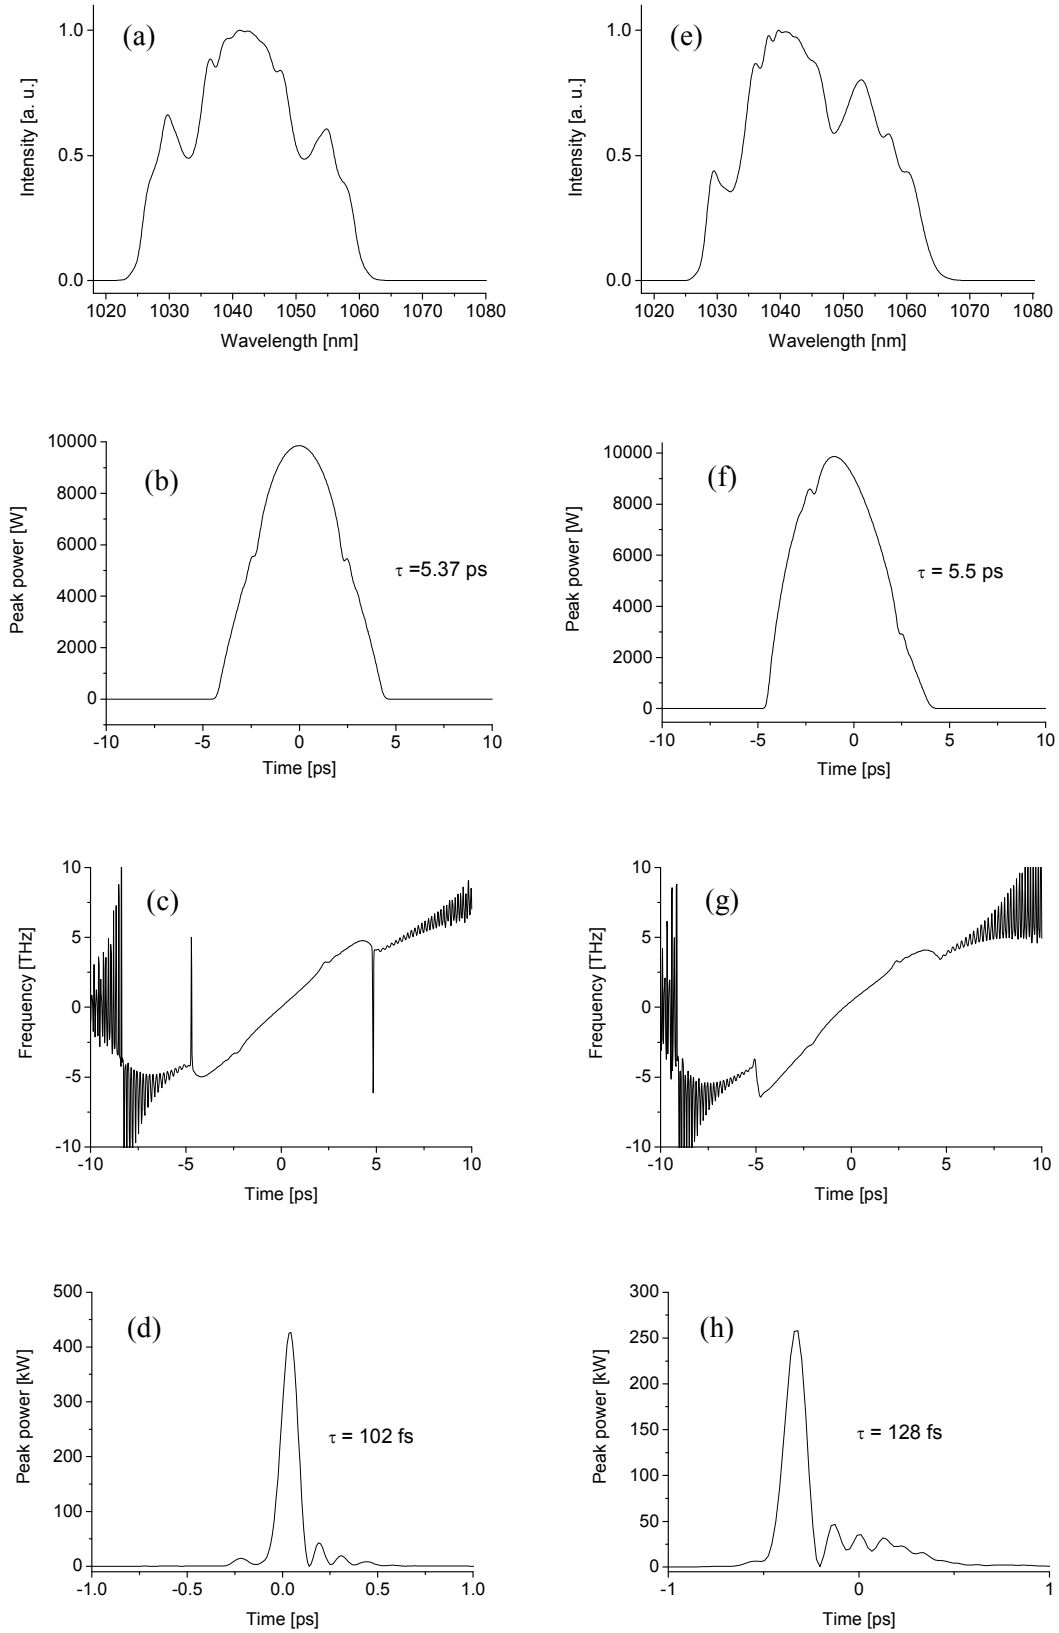 (a)
1.0
0.5
0.0
Intensity [a. u.]
1020 1030 1040 1050 1060 1070 1080
Wavelength [nm]
(e)
1.0
0.5
0.0
Intensity [a. u.]
1020 1030 1040 1050 1060 1070 1080
Wavelength [nm]
(b)
10000
8000
6000
4000
2000
0
Peak power [W]
τ =5.37 ps
-10 -5 0 5 10
Time [ps]
(f)
10000
8000
6000
4000
2000
0
Peak power [W]
τ = 5.5 ps
-10 -5 0 5 10
Time [ps]
(c)
10
5
0
-5
-10
Frequency [THz]
-10 -5 0 5 10
Time [ps]
(g)
10
5
0
-5
-10
Frequency [THz]
-10 -5 0 5 10
Time [ps]
(d)
500
400
300
200
100
0
Peak power [kW]
τ = 102 fs
-1.0 -0.5 0.0 0.5 1.0
Time [ps]
(h)
300
250
200
150
100
50
0
Peak power [kW]
τ = 128 fs
-1 0 1
Time [ps]